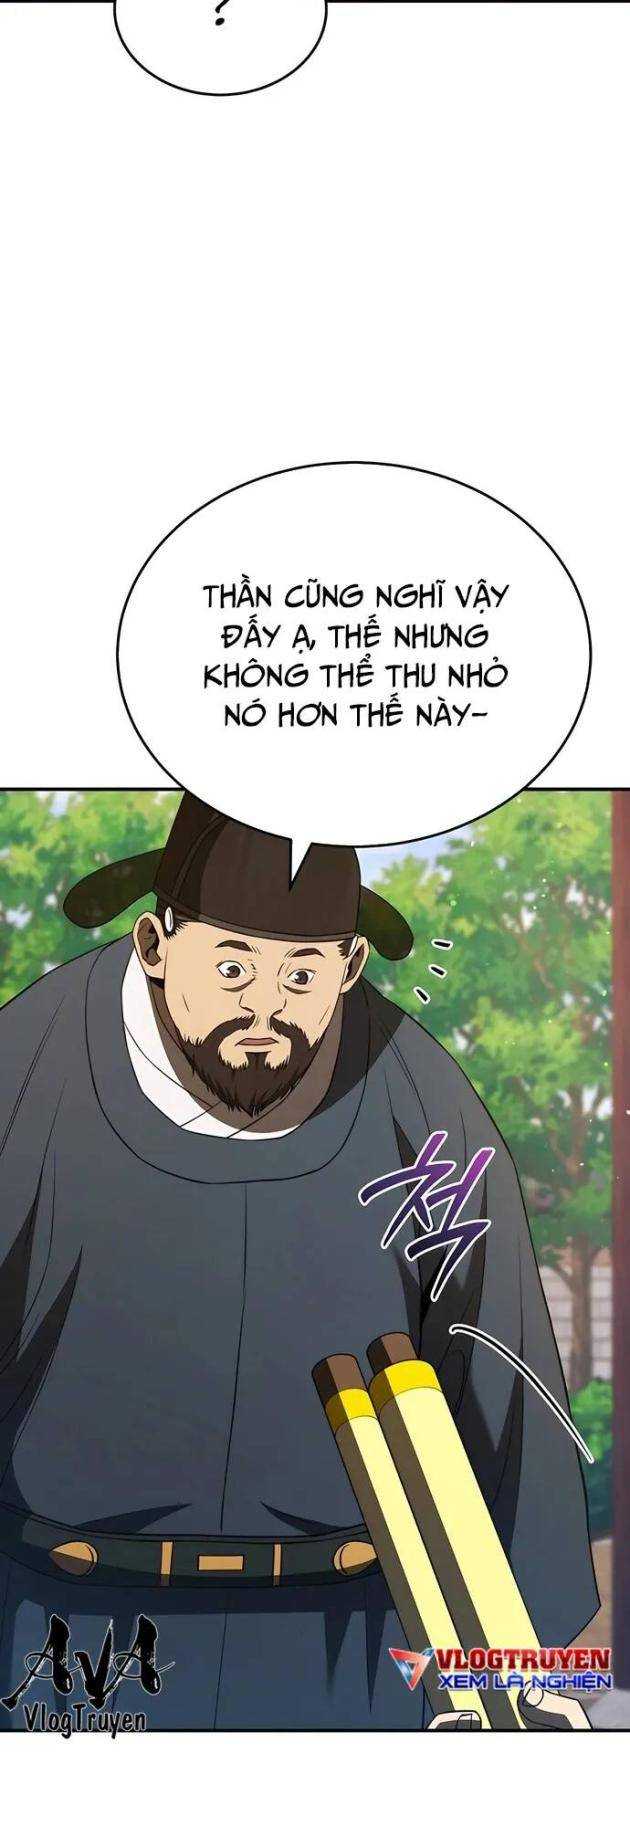 ?
THẦN CŨNG NGHĨ VẬY
ĐẤY Ạ, THẾ NHƯNG
KHÔNG THỂ THU NHỎ
NÓ HƠN THẾ NÀY-
척
AVA
VlogTruyen
VLOGTRUYEN
XEM LÀ NGHIỆN